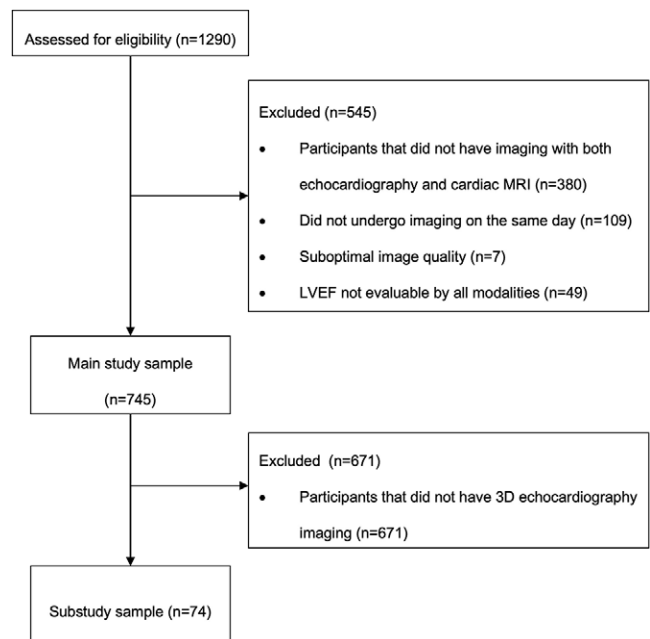 Assessed for eligibility (n=1290)
Excluded (n=545)
• Participants that did not have imaging with both
echocardiography and cardiac MRI (n=380)
• Did not undergo imaging on the same day (n=109)
• Suboptimal image quality (n=7)
• LVEF not evaluable by all modalities (n=49)
Main study sample
(n=745)
Excluded (n=671)
• Participants that did not have 3D echocardiography
imaging (n=671)
Substudy sample (n=74)